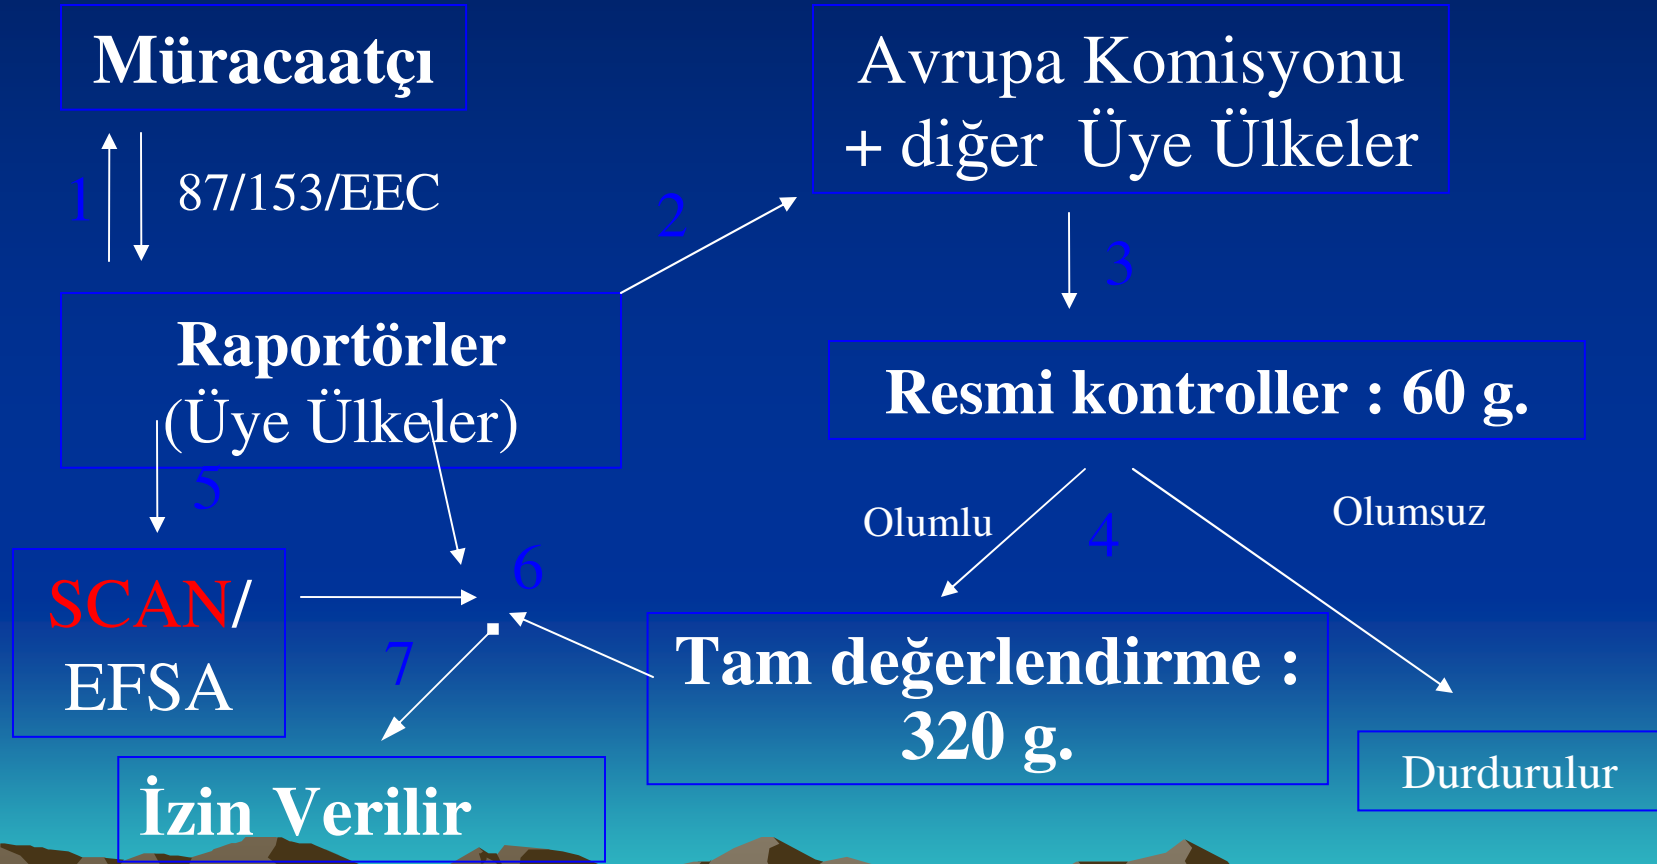 Müracaatçı
Avrupa Komisyonu
+ diğer Üye Ülkeler
1
87/153/EEC
2
3
Raportörler
(Üye Ülkeler)
Resmi kontroller : 60 g.
5
Olumlu
4
Olumsuz
6
SCAN/
EFSA
7
Tam değerlendirme :
320 g.
Durdurulur
İzin Verilir